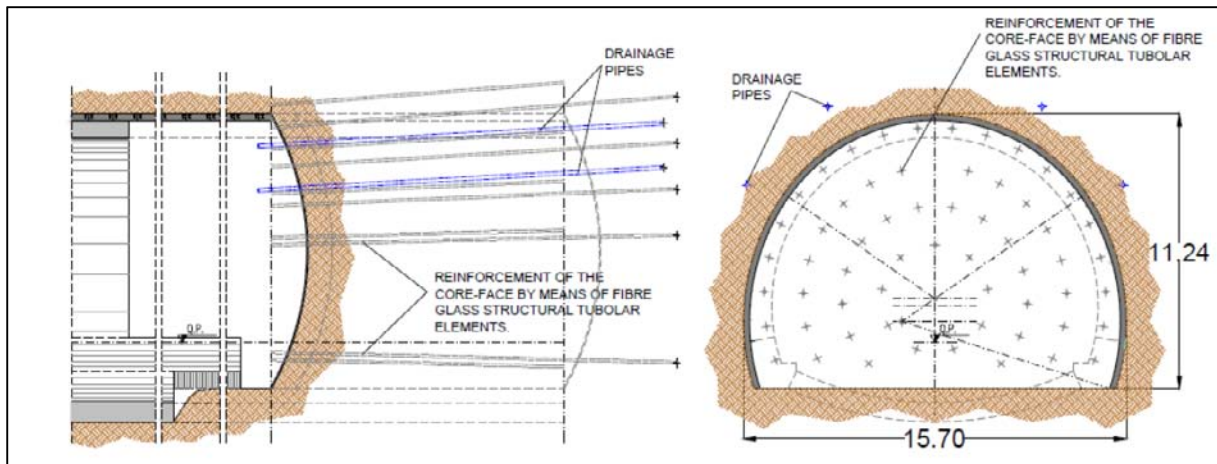 DRAINAGE
PIPES
REINFORCEMENT OF THE
CORE-FACE BY MEANS OF FIBRE
GLASS STRUCTURAL TUBOLAR
ELEMENTS.
Q.P.
REINFORCEMENT OF THE
CORE-FACE BY MEANS OF FIBRE
GLASS STRUCTURAL TUBOLAR
ELEMENTS.
DRAINAGE
PIPES
11.24
Q.P.
15.70